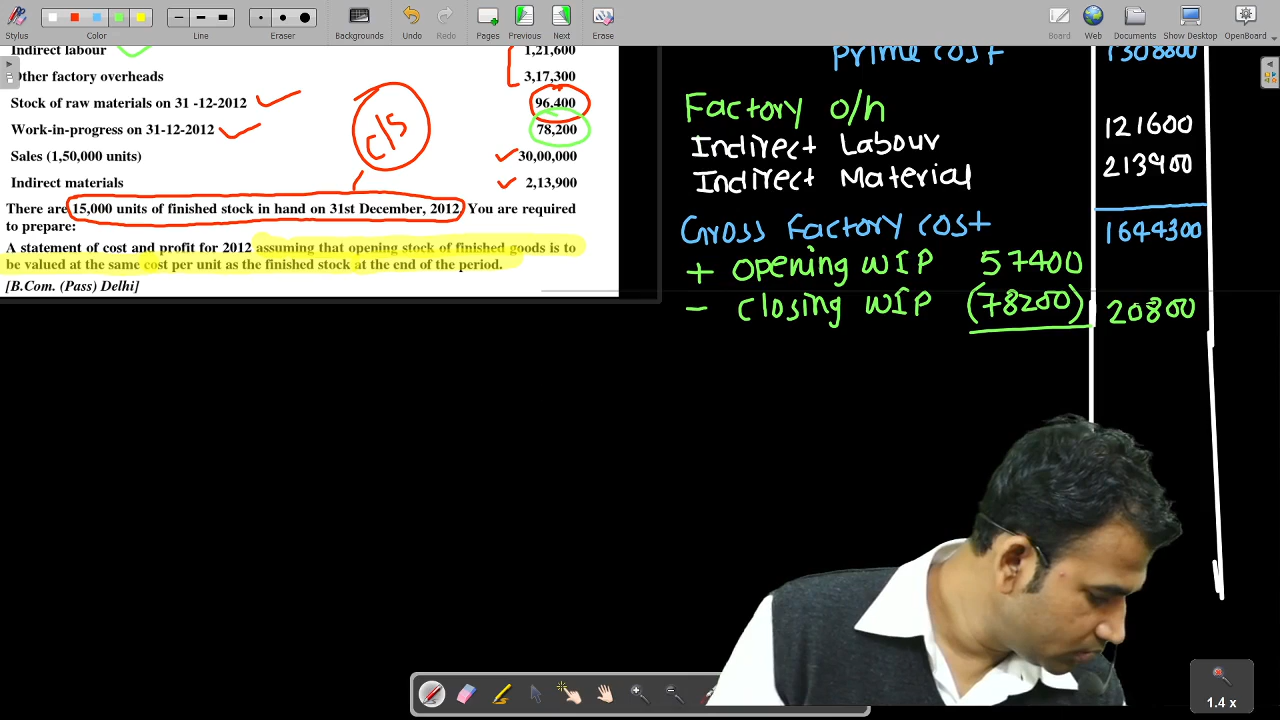 Stylus
Color
Line
Eraser
Backgrounds
Undo
Redo
Pages
Previous
Next
Erase
Board
Web
Documents
Show Desktop
OpenBoard
Indirect labour 1,21,600
Other factory overheads 3,17,300
Stock of raw materials on 31 -12-2012 96,400
Work-in-progress on 31-12-2012 78,200
Sales (1,50,000 units) 30,00,000
Indirect materials 2,13,900
There are 15,000 units of finished stock in hand on 31st December, 2012. You are required
to prepare:
A statement of cost and profit for 2012 assuming that opening stock of finished goods is to
be valued at the same cost per unit as the finished stock at the end of the period.
[B.Com. (Pass) Delhi]
C/S
prime cost 1308800
Factory o/h
Indirect Labour 121600
Indirect Material 213900
Gross Factory cost 1644300
+ opening WIP 57400
- closing WIP (78200) 20800
1.4 x